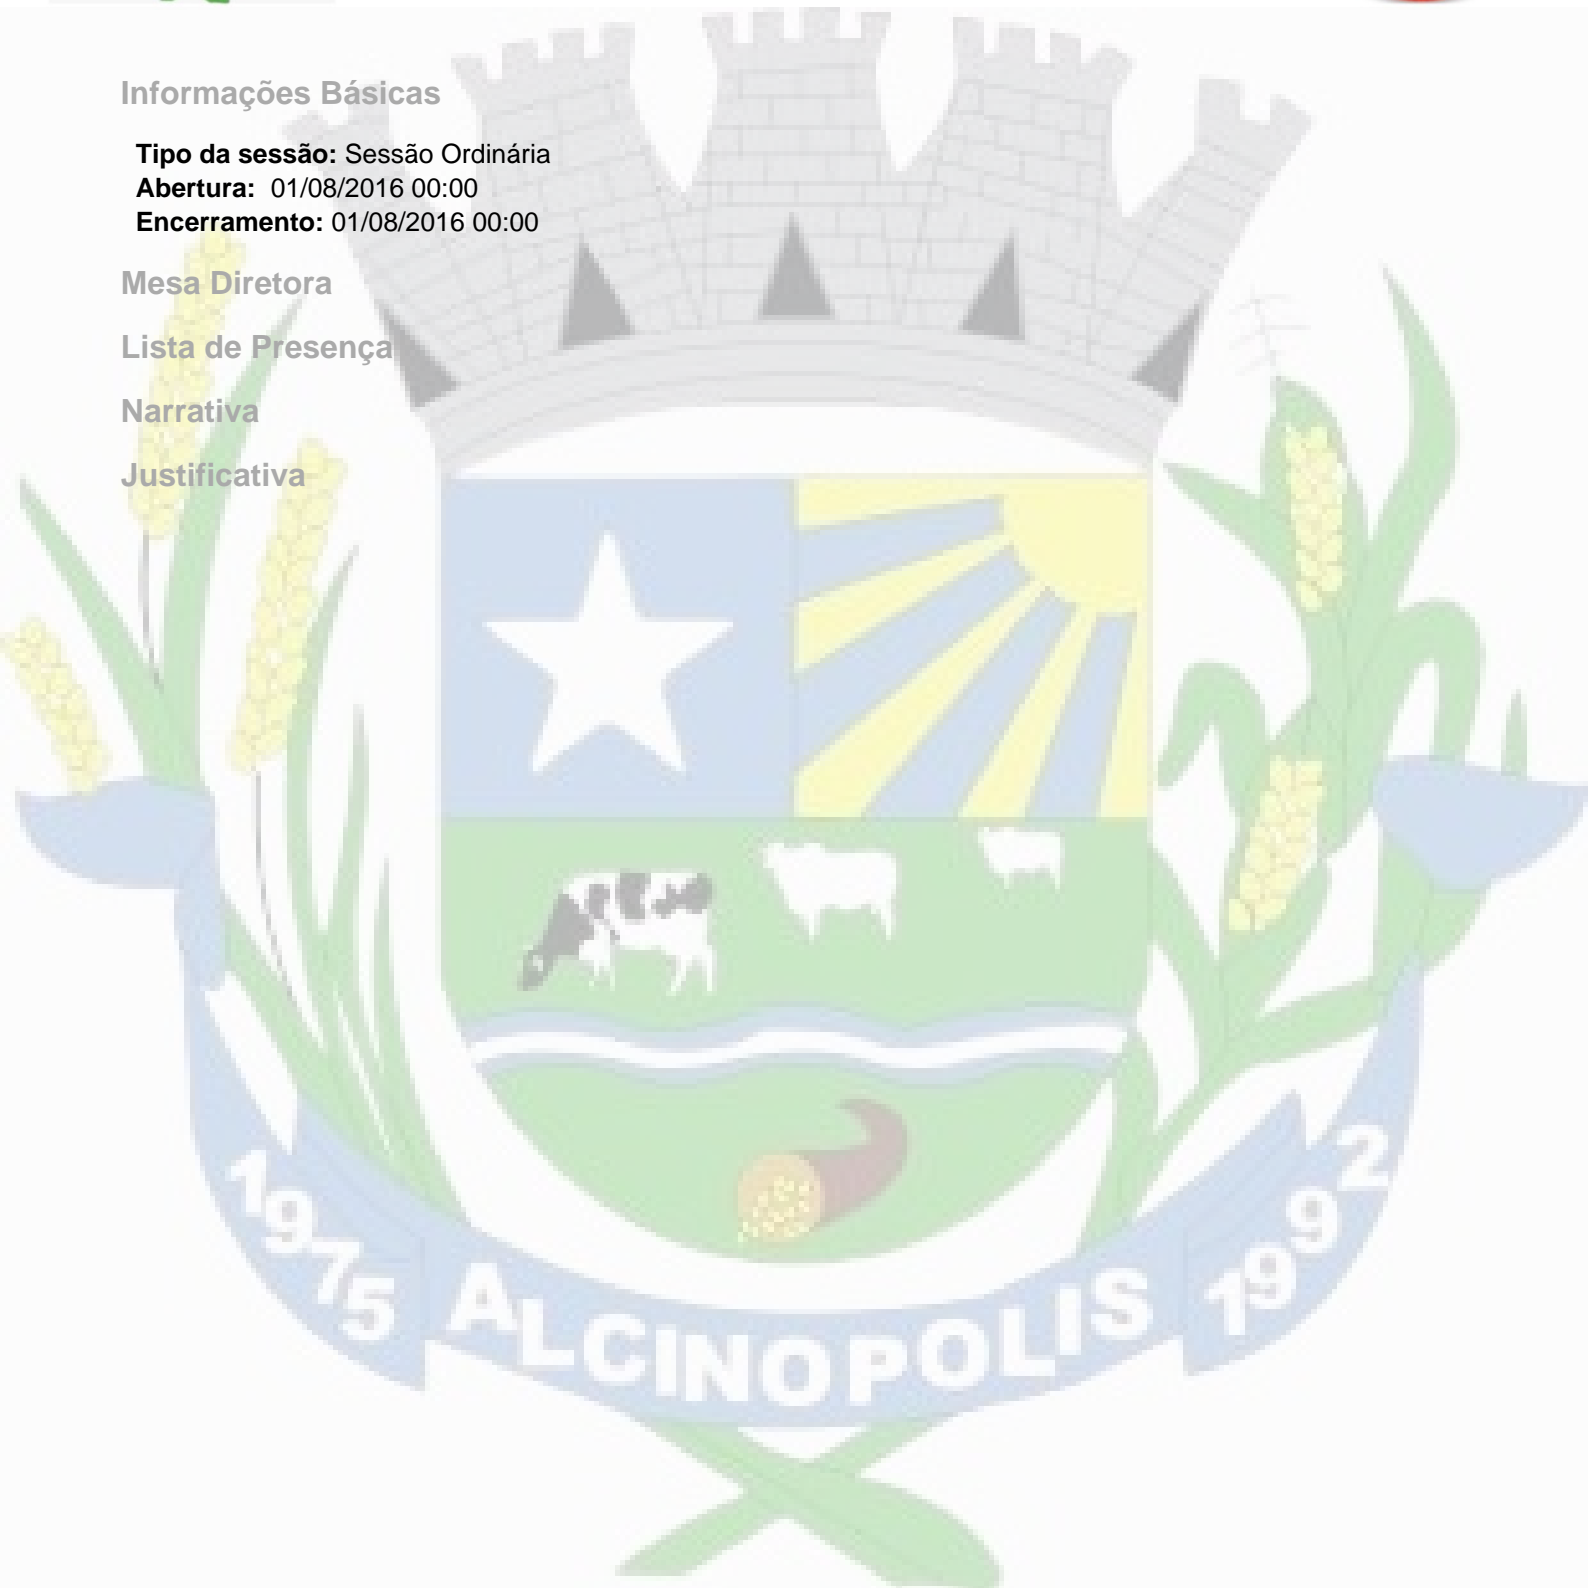 Informações Básicas
Tipo da sessão: Sessão Ordinária
Abertura: 01/08/2016 00:00
Encerramento: 01/08/2016 00:00
Mesa Diretora
Lista de Presença
Narrativa
Justificativa
1975 ALCINOPOLIS 1992